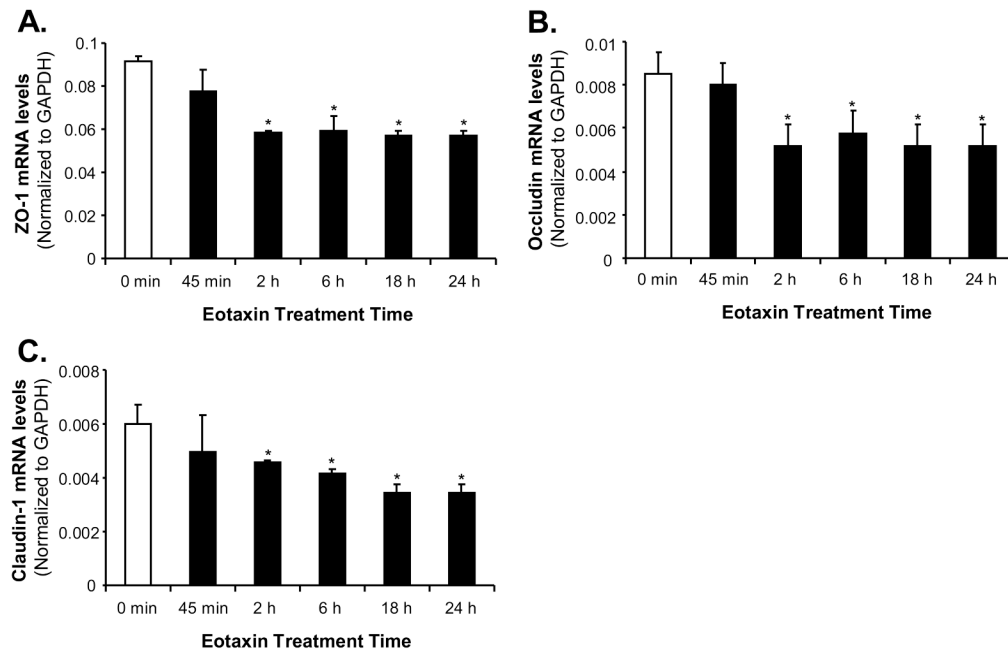 A.
ZO-1 mRNA levels
(Normalized to GAPDH)
0.1
0.08
0.06
0.04
0.02
0
* * * *
0 min 45 min 2 h 6 h 18 h 24 h
Eotaxin Treatment Time
B.
Occludin mRNA levels
(Normalized to GAPDH)
0.01
0.008
0.006
0.004
0.002
0
* * * *
0 min 45 min 2 h 6 h 18 h 24 h
Eotaxin Treatment Time
C.
Claudin-1 mRNA levels
(Normalized to GAPDH)
0.008
0.006
0.004
0.002
0
* * * *
0 min 45 min 2 h 6 h 18 h 24 h
Eotaxin Treatment Time